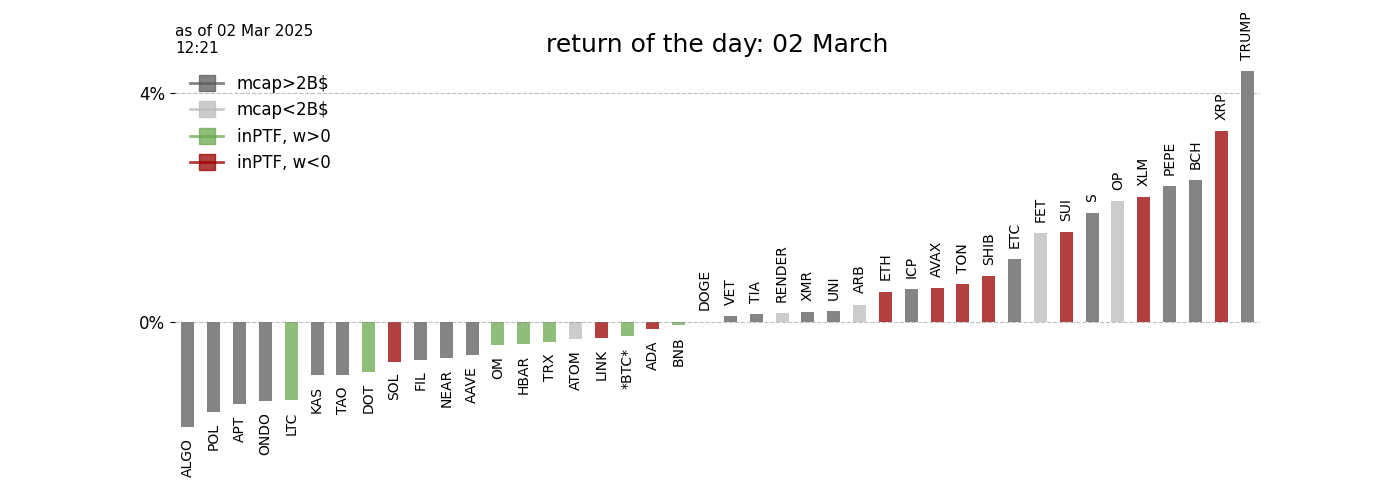 as of 02 Mar 2025
12:21
return of the day: 02 March
mcap>2B$
mcap<2B$
inPTF, w>0
inPTF, w<0
4%
0%
ALGO
POL
APT
ONDO
LTC
KAS
TAO
DOT
SOL
FIL
NEAR
AAVE
OM
HBAR
TRX
ATOM
LINK
*BTC*
ADA
BNB
DOGE
VET
TIA
RENDER
XMR
UNI
ARB
ETH
ICP
AVAX
TON
SHIB
ETC
FET
SUI
S
OP
XLM
PEPE
BCH
XRP
TRUMP